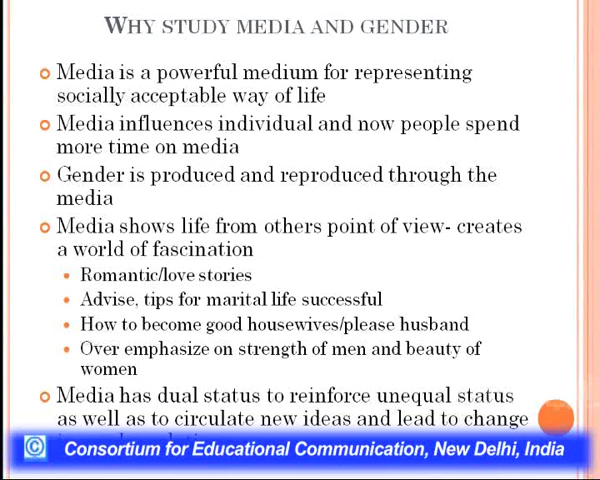 WHY STUDY MEDIA AND GENDER
Media is a powerful medium for representing
socially acceptable way of life
Media influences individual and now people spend
more time on media
Gender is produced and reproduced through the
media
Media shows life from others point of view- creates
a world of fascination
Romantic/love stories
Advise, tips for marital life successful
How to become good housewives/please husband
Over emphasize on strength of men and beauty of
women
Media has dual status to reinforce unequal status
as well as to circulate new ideas and lead to change
© Consortium for Educational Communication, New Delhi, India